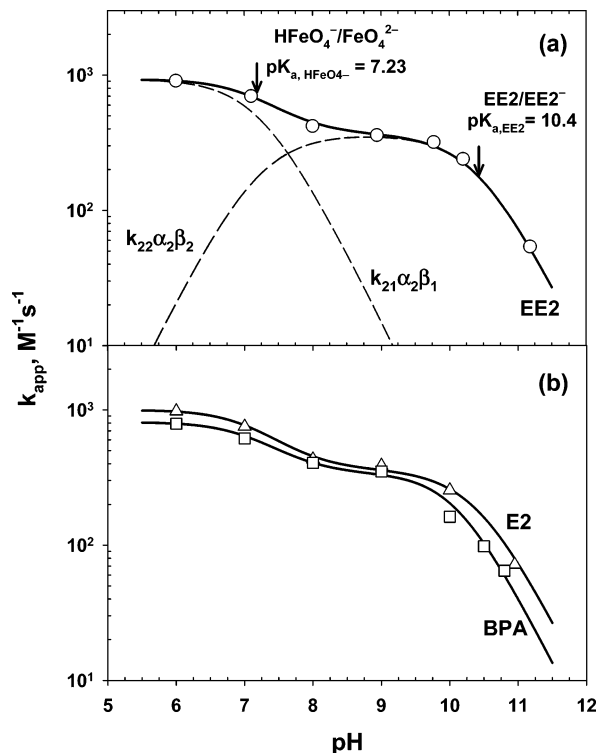 (a)
HFeO₄⁻/FeO₄²⁻
pKₐ, HFeO4– = 7.23
EE2/EE2⁻
pKₐ,EE2= 10.4
10³
10²
10¹
k₂₂α₂β₂
k₂₁α₂β₁
EE2
kₐₚₚ, M⁻¹s⁻¹
(b)
10³
10²
10¹
E2
BPA
5 6 7 8 9 10 11 12
pH